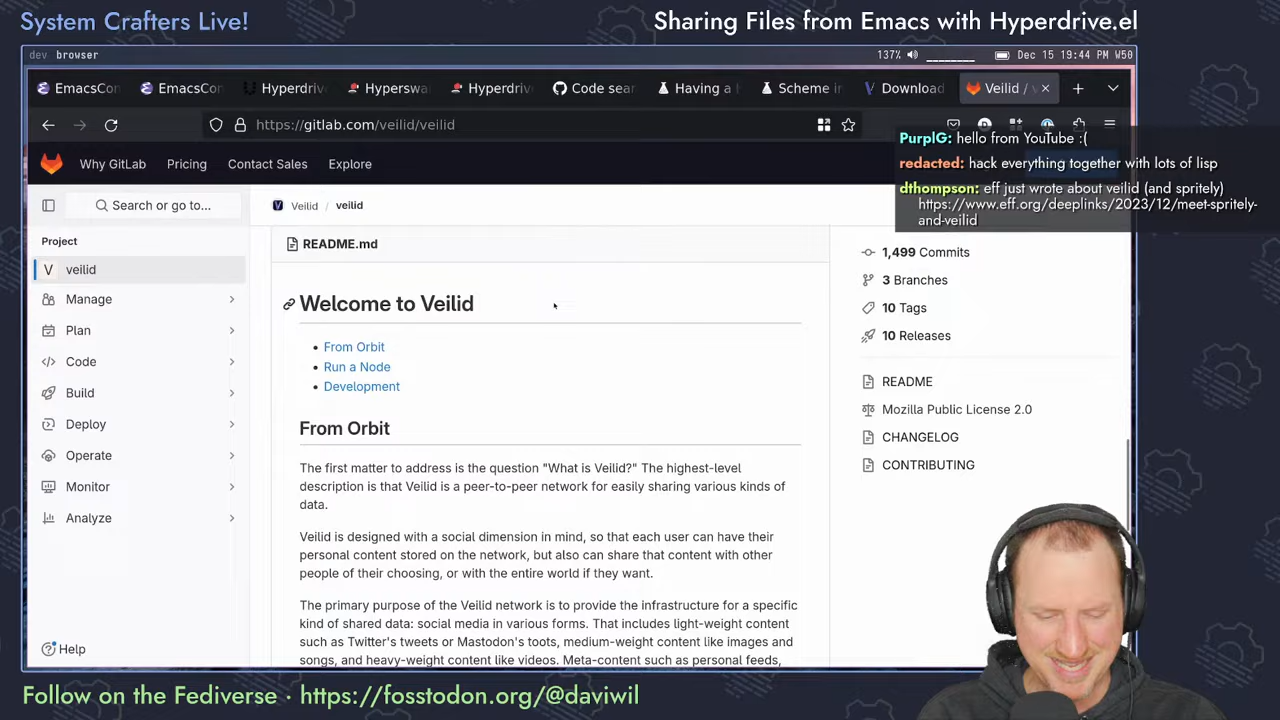 System Crafters Live!
Sharing Files from Emacs with Hyperdrive.el
dev browser
137% Dec 15 19:44 PM W50
EmacsCon
EmacsCon
Hyperdriv
Hyperswa
Hyperdriv
Code sear
Having a
Scheme in
Download
Veilid / v
https://gitlab.com/veilid/veilid
PurplG: hello from YouTube :(
redacted: hack everything together with lots of lisp
dthompson: eff just wrote about veilid (and spritely)
https://www.eff.org/deeplinks/2023/12/meet-spritely-
and-veilid
Why GitLab Pricing Contact Sales Explore
Search or go to...
Veilid / veilid
Project
V veilid
Manage
Plan
Code
Build
Deploy
Operate
Monitor
Analyze
Help
README.md
Welcome to Veilid
• From Orbit
• Run a Node
• Development
From Orbit
The first matter to address is the question "What is Veilid?" The highest-level
description is that Veilid is a peer-to-peer network for easily sharing various kinds of
data.
Veilid is designed with a social dimension in mind, so that each user can have their
personal content stored on the network, but also can share that content with other
people of their choosing, or with the entire world if they want.
The primary purpose of the Veilid network is to provide the infrastructure for a specific
kind of shared data: social media in various forms. That includes light-weight content
such as Twitter's tweets or Mastodon's toots, medium-weight content like images and
songs, and heavy-weight content like videos. Meta-content such as personal feeds,
1,499 Commits
3 Branches
10 Tags
10 Releases
README
Mozilla Public License 2.0
CHANGELOG
CONTRIBUTING
Follow on the Fediverse · https://fosstodon.org/@daviwil